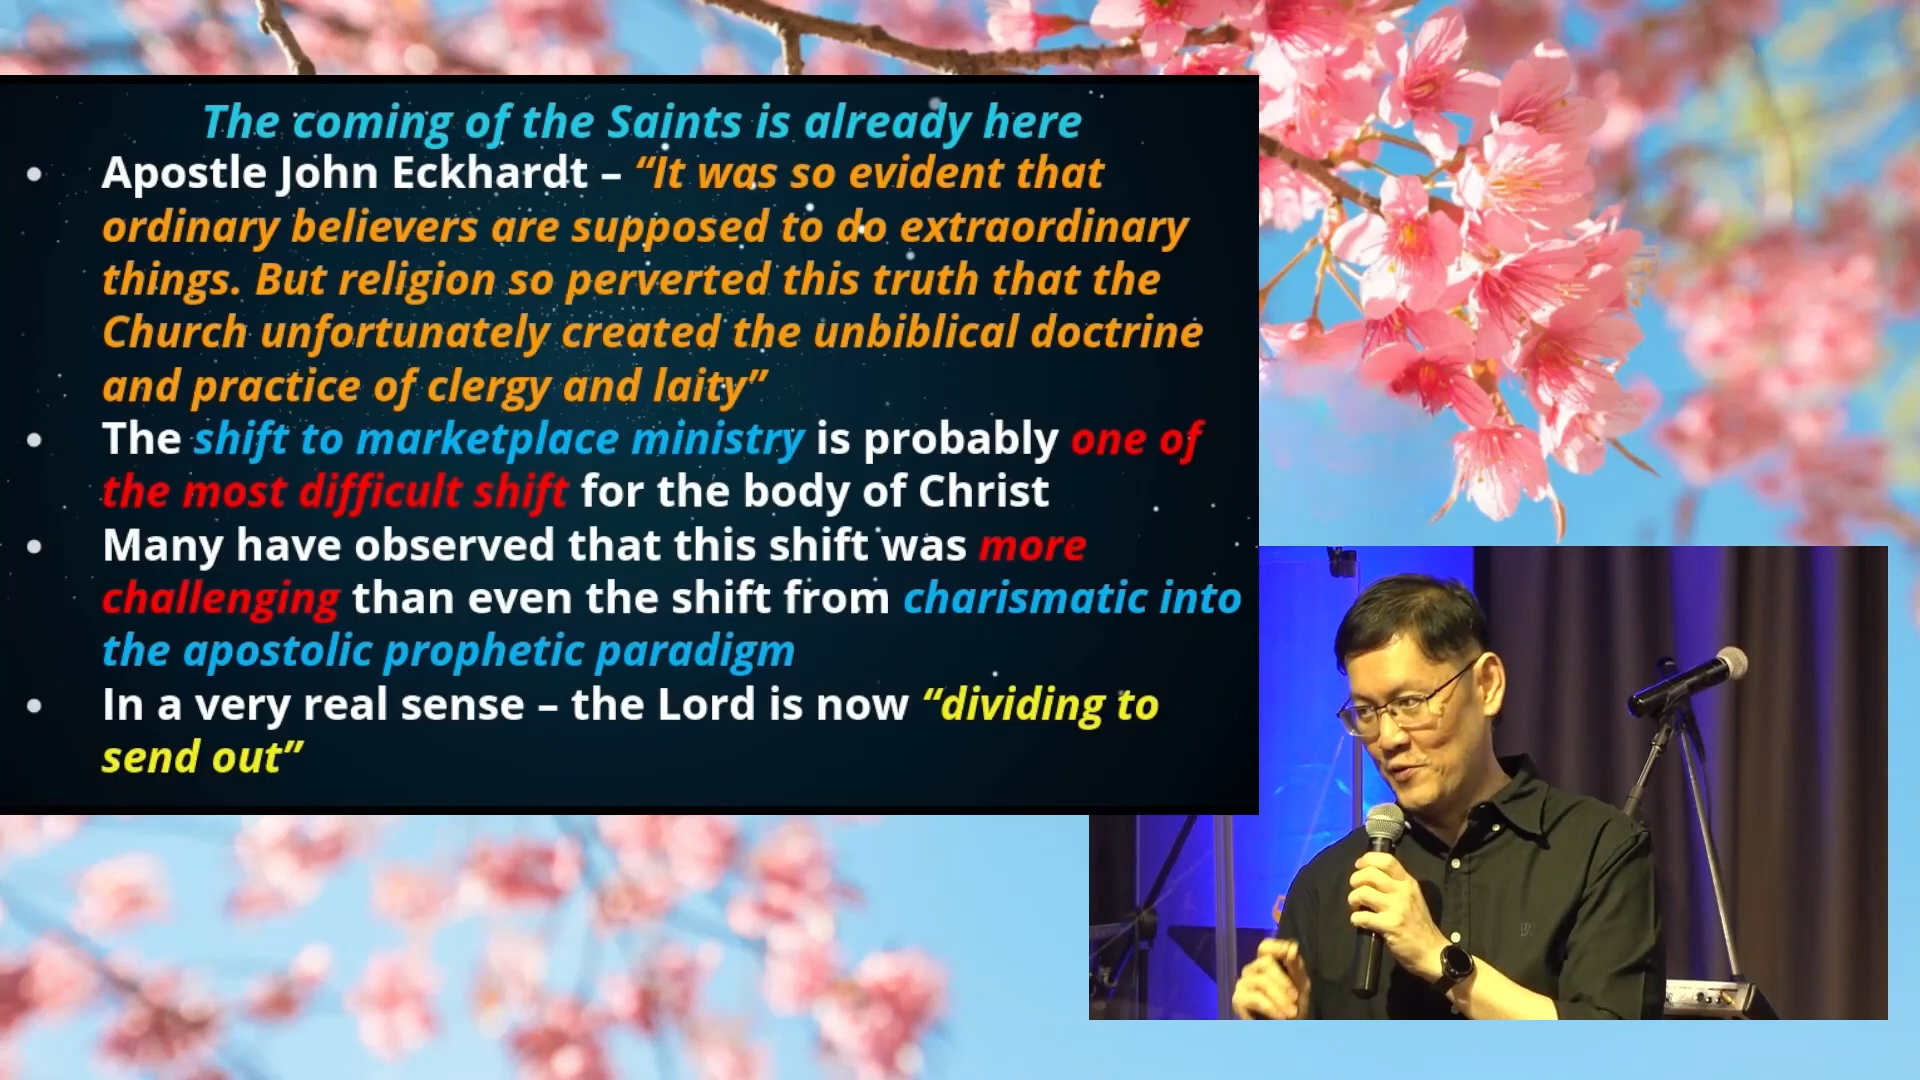 The coming of the Saints is already here
• Apostle John Eckhardt – “It was so evident that
ordinary believers are supposed to do extraordinary
things. But religion so perverted this truth that the
Church unfortunately created the unbiblical doctrine
and practice of clergy and laity”
• The shift to marketplace ministry is probably one of
the most difficult shift for the body of Christ
• Many have observed that this shift was more
challenging than even the shift from charismatic into
the apostolic prophetic paradigm
• In a very real sense – the Lord is now “dividing to
send out”